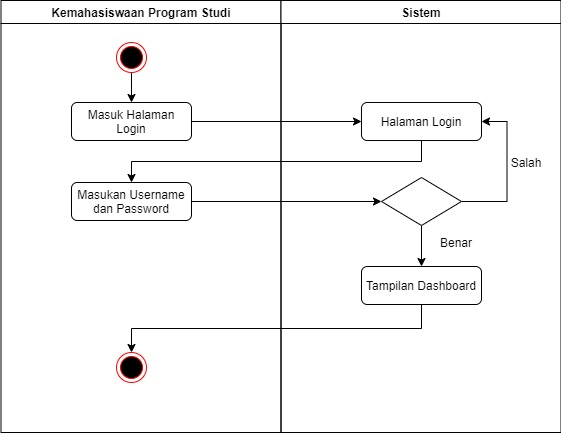 Kemahasiswaan Program Studi
Sistem
Masuk Halaman
Login
Halaman Login
Salah
Masukan Username
dan Password
Benar
Tampilan Dashboard